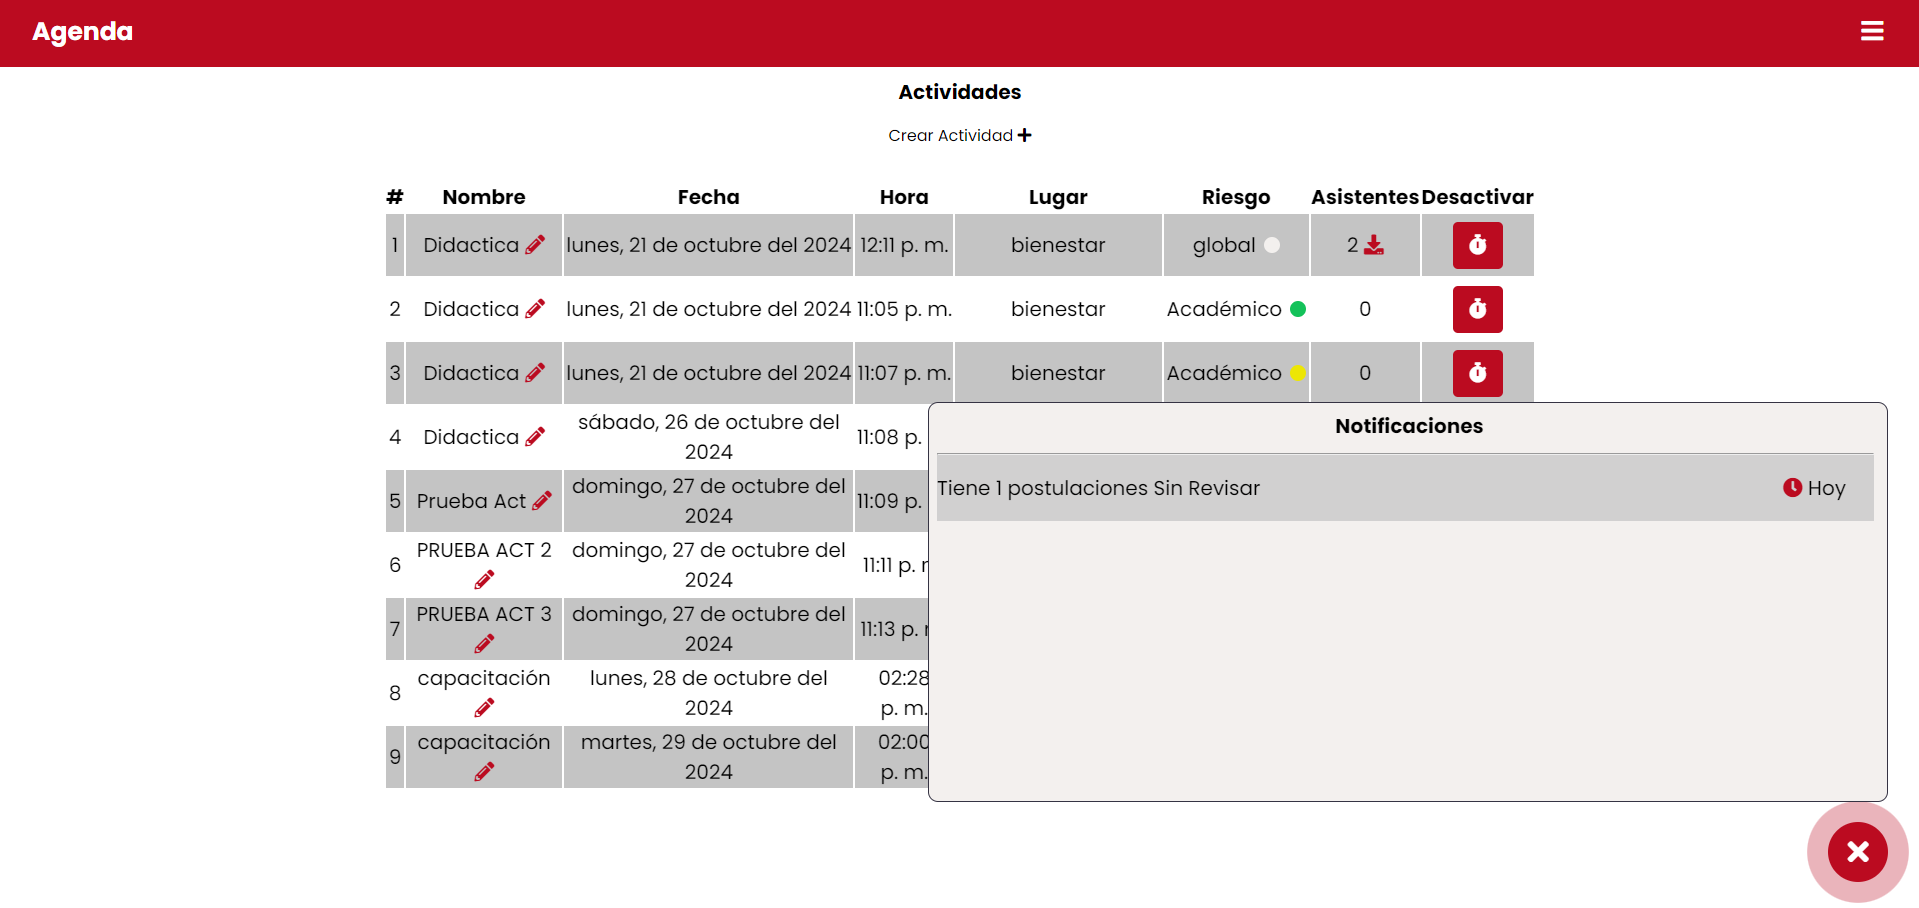 Agenda
Actividades
Crear Actividad
# Nombre Fecha Hora Lugar Riesgo Asistentes Desactivar
1 Didactica lunes, 21 de octubre del 2024 12:11 p. m. bienestar global 2
2 Didactica lunes, 21 de octubre del 2024 11:05 p. m. bienestar Académico 0
3 Didactica lunes, 21 de octubre del 2024 11:07 p. m. bienestar Académico 0
4 Didactica sábado, 26 de octubre del 2024 11:08 p.
5 Prueba Act domingo, 27 de octubre del 2024 11:09 p.
6 PRUEBA ACT 2 domingo, 27 de octubre del 2024 11:11 p.
7 PRUEBA ACT 3 domingo, 27 de octubre del 2024 11:13 p.
8 capacitación lunes, 28 de octubre del 2024 02:28 p. m.
9 capacitación martes, 29 de octubre del 2024 02:00 p. m.
Notificaciones
Tiene 1 postulaciones Sin Revisar Hoy